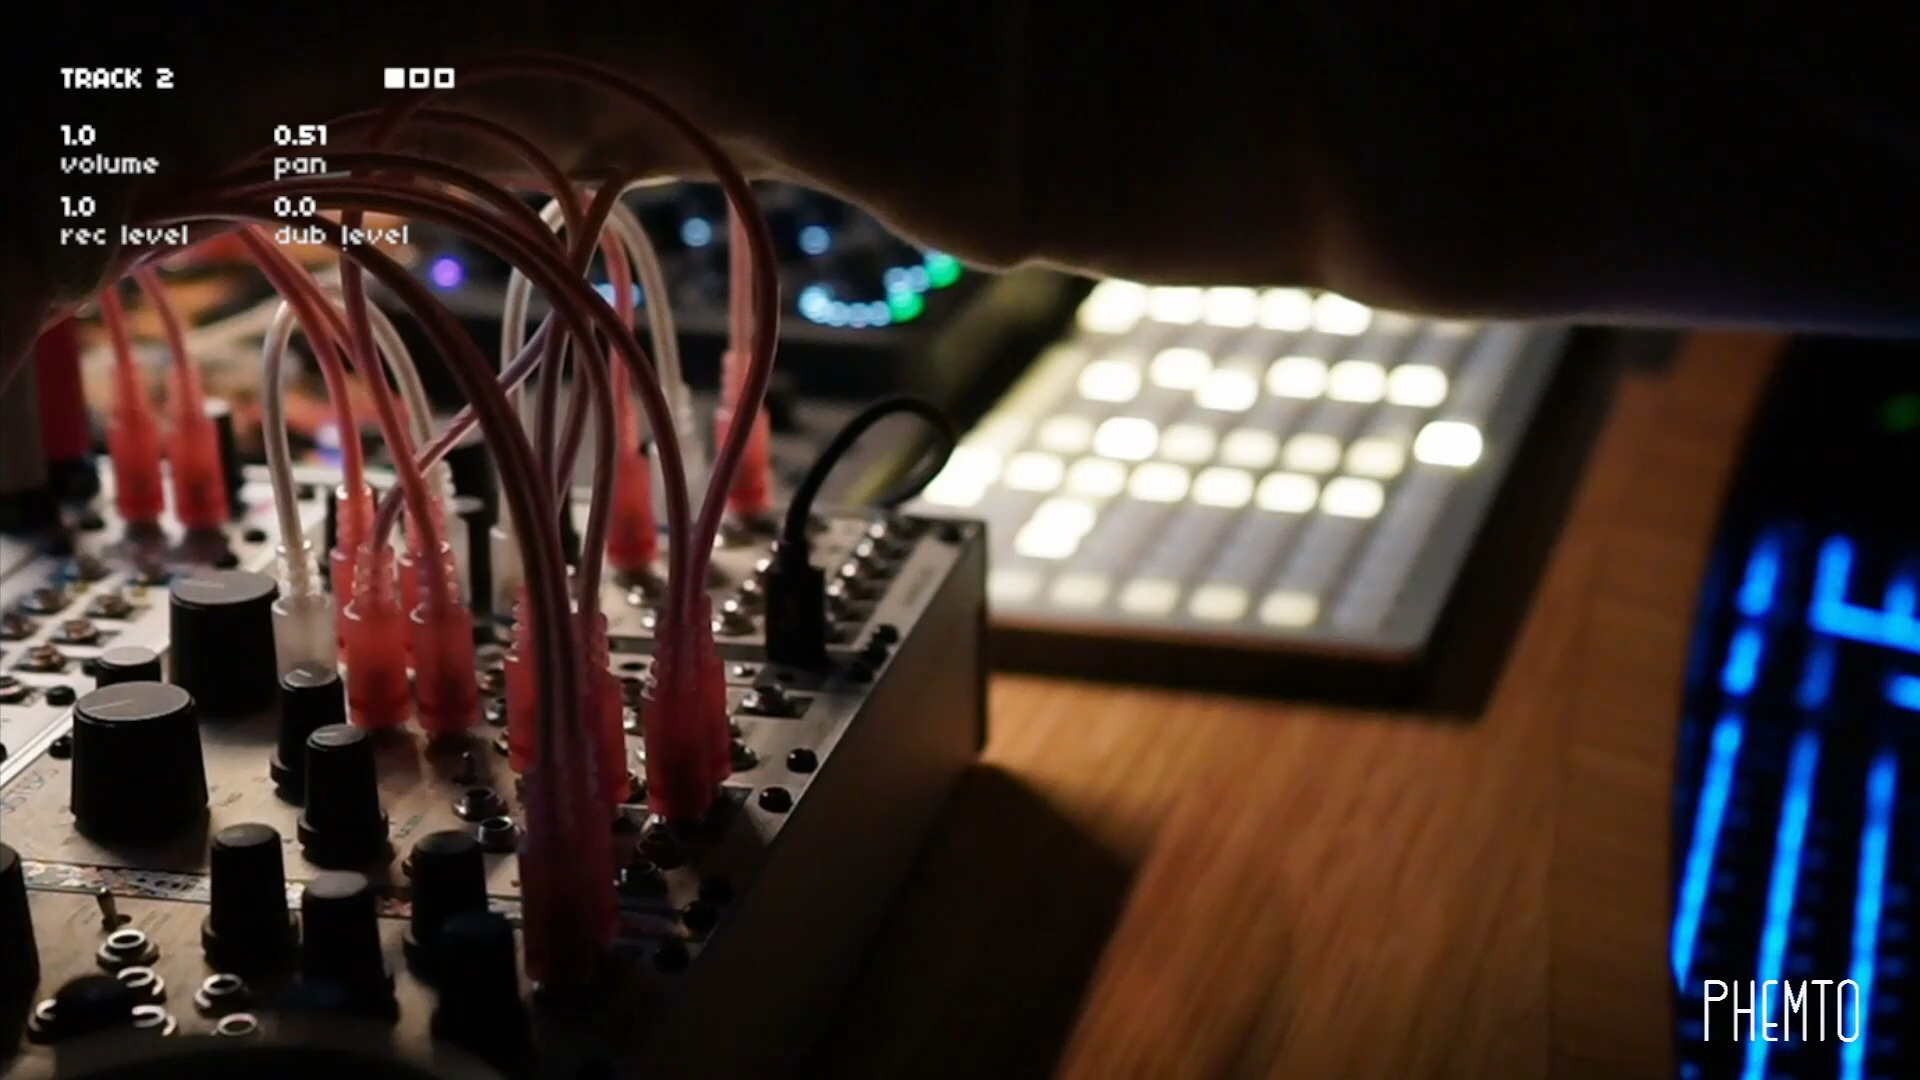 TRACK 2
1.0 0.51
volume pan
1.0 0.0
rec level dub level
PHEMTO